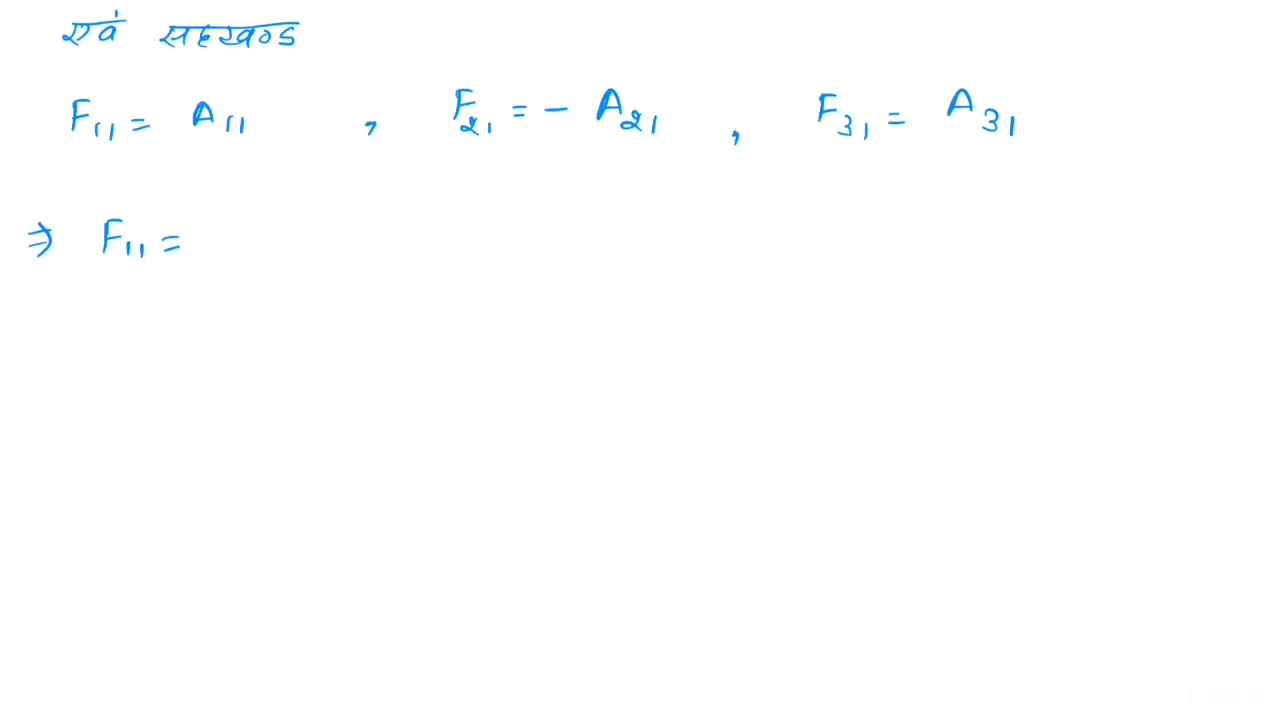 एवं सहखण्ड
F₁₁ = A₁₁ , F₂₁ = - A₂₁ , F₃₁ = A₃₁
⇒ F₁₁ =